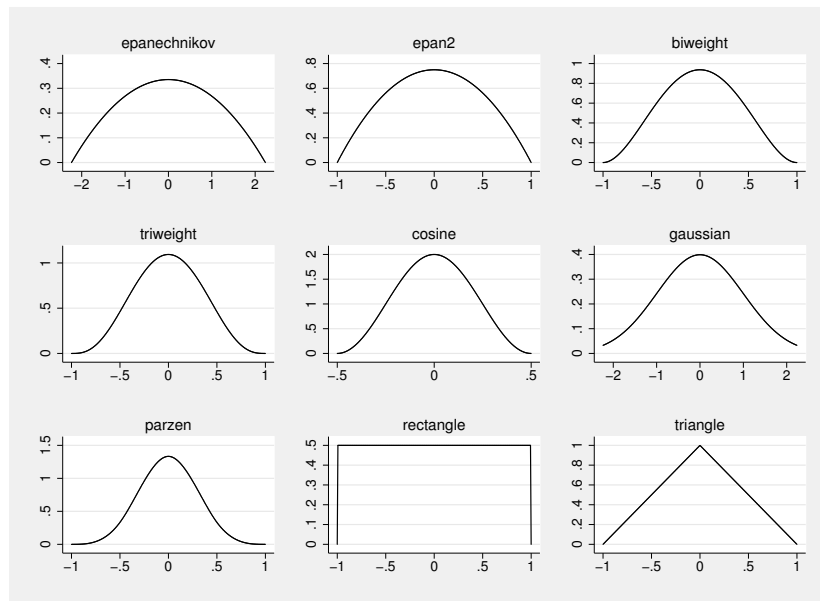 epanechnikov
0 .1 .2 .3 .4
−2 −1 0 1 2
epan2
0 .2 .4 .6 .8
−1 −.5 0 .5 1
biweight
0 .2 .4 .6 .8 1
−1 −.5 0 .5 1
triweight
0 .5 1
−1 −.5 0 .5 1
cosine
0 .5 1 1.5 2
−.5 0 .5
gaussian
0 .1 .2 .3 .4
−2 −1 0 1 2
parzen
0 .5 1 1.5
−1 −.5 0 .5 1
rectangle
0 .1 .2 .3 .4 .5
−1 −.5 0 .5 1
triangle
0 .2 .4 .6 .8 1
−1 −.5 0 .5 1